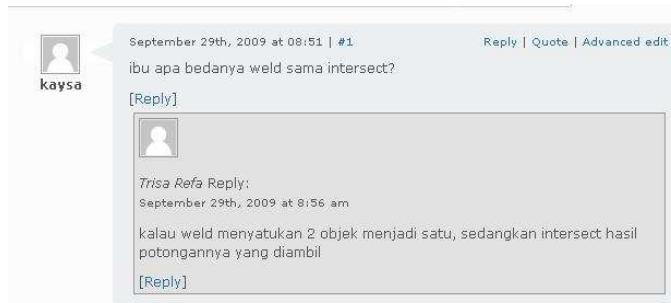 September 29th, 2009 at 08:51 | #1
Reply | Quote | Advanced edit
kaysa
ibu apa bedanya weld sama intersect?
[Reply]
Trisa Refa Reply:
September 29th, 2009 at 8:56 am
kalau weld menyatukan 2 objek menjadi satu, sedangkan intersect hasil
potongannya yang diambil
[Reply]